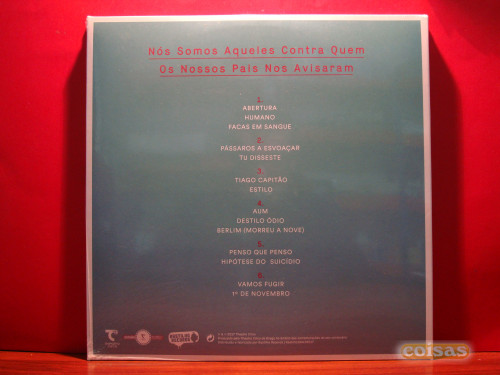 Nós Somos Aqueles Contra Quem
Os Nossos Pais Nos Avisaram
1.
ABERTURA
HUMANO
FACAS EM SANGUE
2.
PÁSSAROS A ESVOAÇAR
TU DISSESTE
3.
TIAGO CAPITÃO
ESTILO
4.
AUM
DESTILO ÓDIO
BERLIM (MORREU A NOVE)
5.
PENSO QUE PENSO
HIPÓTESE DO SUICÍDIO
6.
VAMOS FUGIR
1º DE NOVEMBRO
coisas